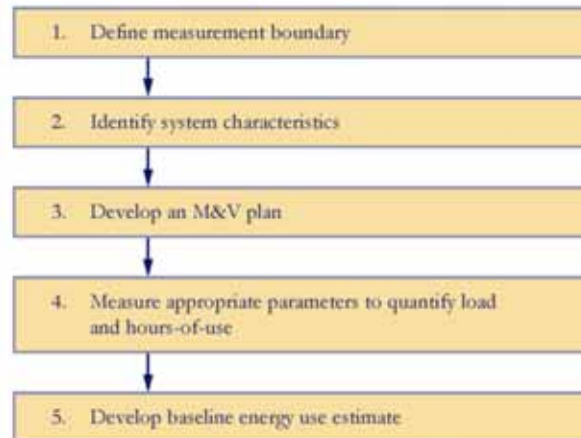 1. Define measurement boundary
2. Identify system characteristics
3. Develop an M&V plan
4. Measure appropriate parameters to quantify load
and hours-of-use
5. Develop baseline energy use estimate